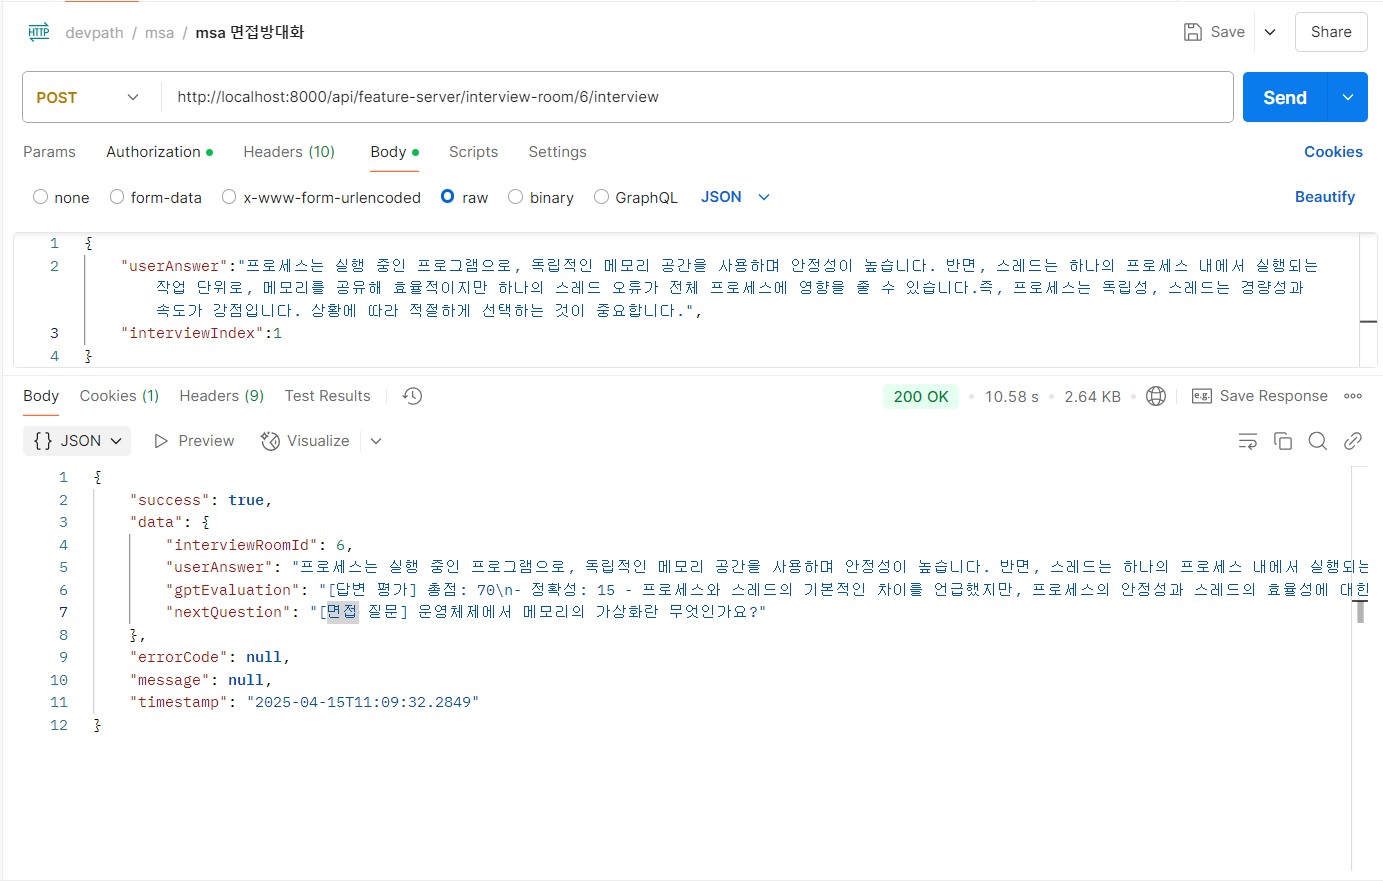 HTTP devpath / msa / msa 면접방대화 Save Share
POST http://localhost:8000/api/feature-server/interview-room/6/interview Send
Params Authorization Headers (10) Body Scripts Settings Cookies
none form-data x-www-form-urlencoded raw binary GraphQL JSON Beautify
1 {
2 "userAnswer":"프로세스는 실행 중인 프로그램으로, 독립적인 메모리 공간을 사용하며 안정성이 높습니다. 반면, 스레드는 하나의 프로세스 내에서 실행되는
작업 단위로, 메모리를 공유해 효율적이지만 하나의 스레드 오류가 전체 프로세스에 영향을 줄 수 있습니다.즉, 프로세스는 독립성, 스레드는 경량성과
속도가 강점입니다. 상황에 따라 적절하게 선택하는 것이 중요합니다.",
3 "interviewIndex":1
4 }
Body Cookies (1) Headers (9) Test Results 200 OK 10.58 s 2.64 KB e.g. Save Response
{} JSON Preview Visualize
1 {
2 "success": true,
3 "data": {
4 "interviewRoomId": 6,
5 "userAnswer": "프로세스는 실행 중인 프로그램으로, 독립적인 메모리 공간을 사용하며 안정성이 높습니다. 반면, 스레드는 하나의 프로세스 내에서 실행되는
6 "gptEvaluation": "[답변 평가] 총점: 70\n- 정확성: 15 - 프로세스와 스레드의 기본적인 차이를 언급했지만, 프로세스의 안정성과 스레드의 효율성에 대한
7 "nextQuestion": "[면접 질문] 운영체제에서 메모리의 가상화란 무엇인가요?"
8 },
9 "errorCode": null,
10 "message": null,
11 "timestamp": "2025-04-15T11:09:32.2849"
12 }